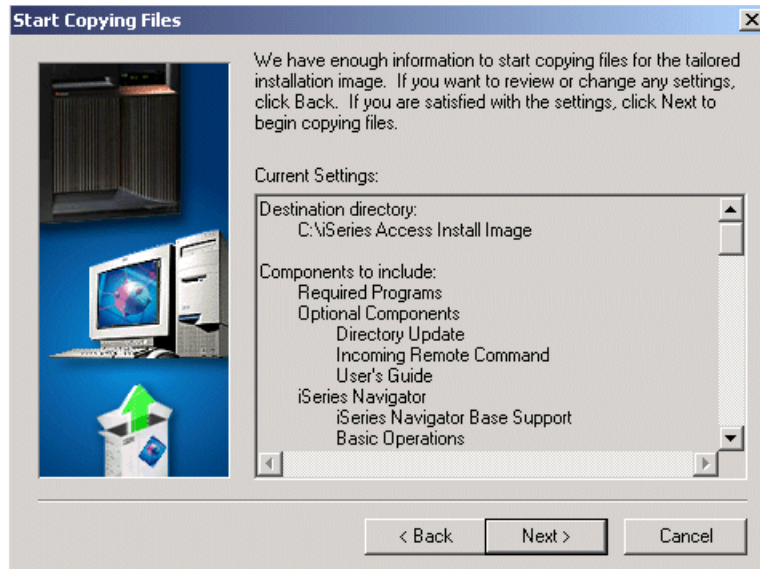 Start Copying Files
We have enough information to start copying files for the tailored
installation image. If you want to review or change any settings,
click Back. If you are satisfied with the settings, click Next to
begin copying files.
Current Settings:
Destination directory:
C:\iSeries Access Install Image
Components to include:
Required Programs
Optional Components
Directory Update
Incoming Remote Command
User's Guide
iSeries Navigator
iSeries Navigator Base Support
Basic Operations
< Back
Next >
Cancel